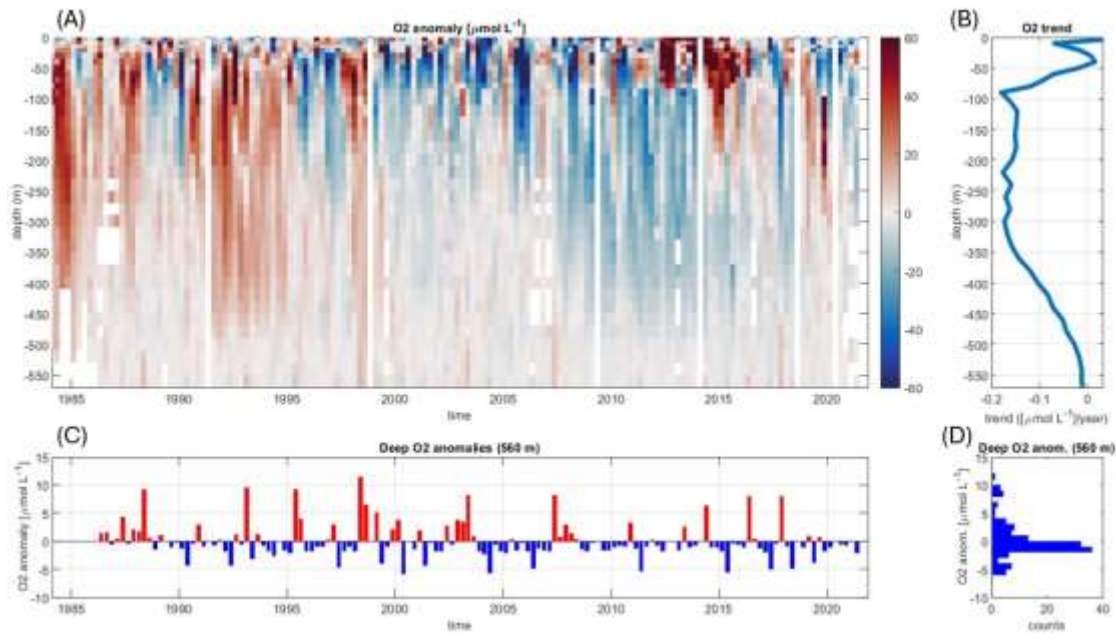 (A)
O2 anomaly [μmol L⁻¹]
(B)
O2 trend
0
-50
-100
-150
-200
-250
-300
-350
-400
-450
-500
-550
depth (m)
1985 1990 1995 2000 2005 2010 2015 2020
time
60
40
20
0
-20
-40
-60
0
-50
-100
-150
-200
-250
-300
-350
-400
-450
-500
-550
depth (m)
-0.2 -0.1 0
trend ([μmol L⁻¹]/year)
(C)
Deep O2 anomalies (560 m)
15
10
5
0
-5
-10
O2 anomaly [μmol L⁻¹]
1985 1990 1995 2000 2005 2010 2015 2020
time
(D)
Deep O2 anom. (560 m)
15
10
5
0
-5
-10
O2 anom. [μmol L⁻¹]
0 20 40
counts